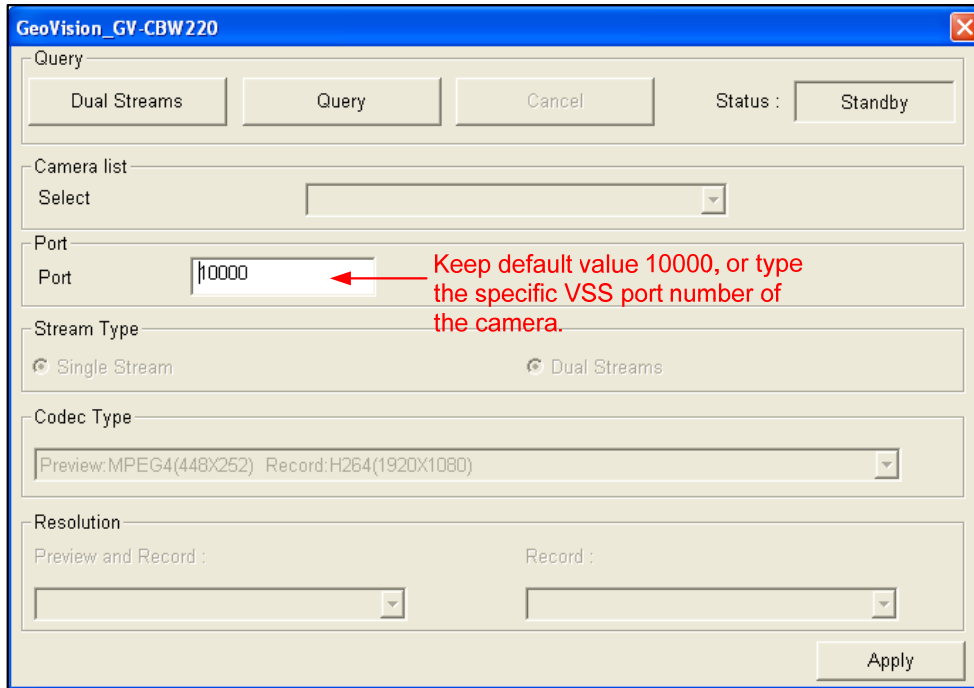 GeoVision_GV-CBW220
Query
Dual Streams Query Cancel Status : Standby
Camera list
Select
Port
Port 10000
Keep default value 10000, or type
the specific VSS port number of
the camera.
Stream Type
Single Stream Dual Streams
Codec Type
Preview:MPEG4(448X252) Record:H264(1920X1080)
Resolution
Preview and Record : Record :
Apply